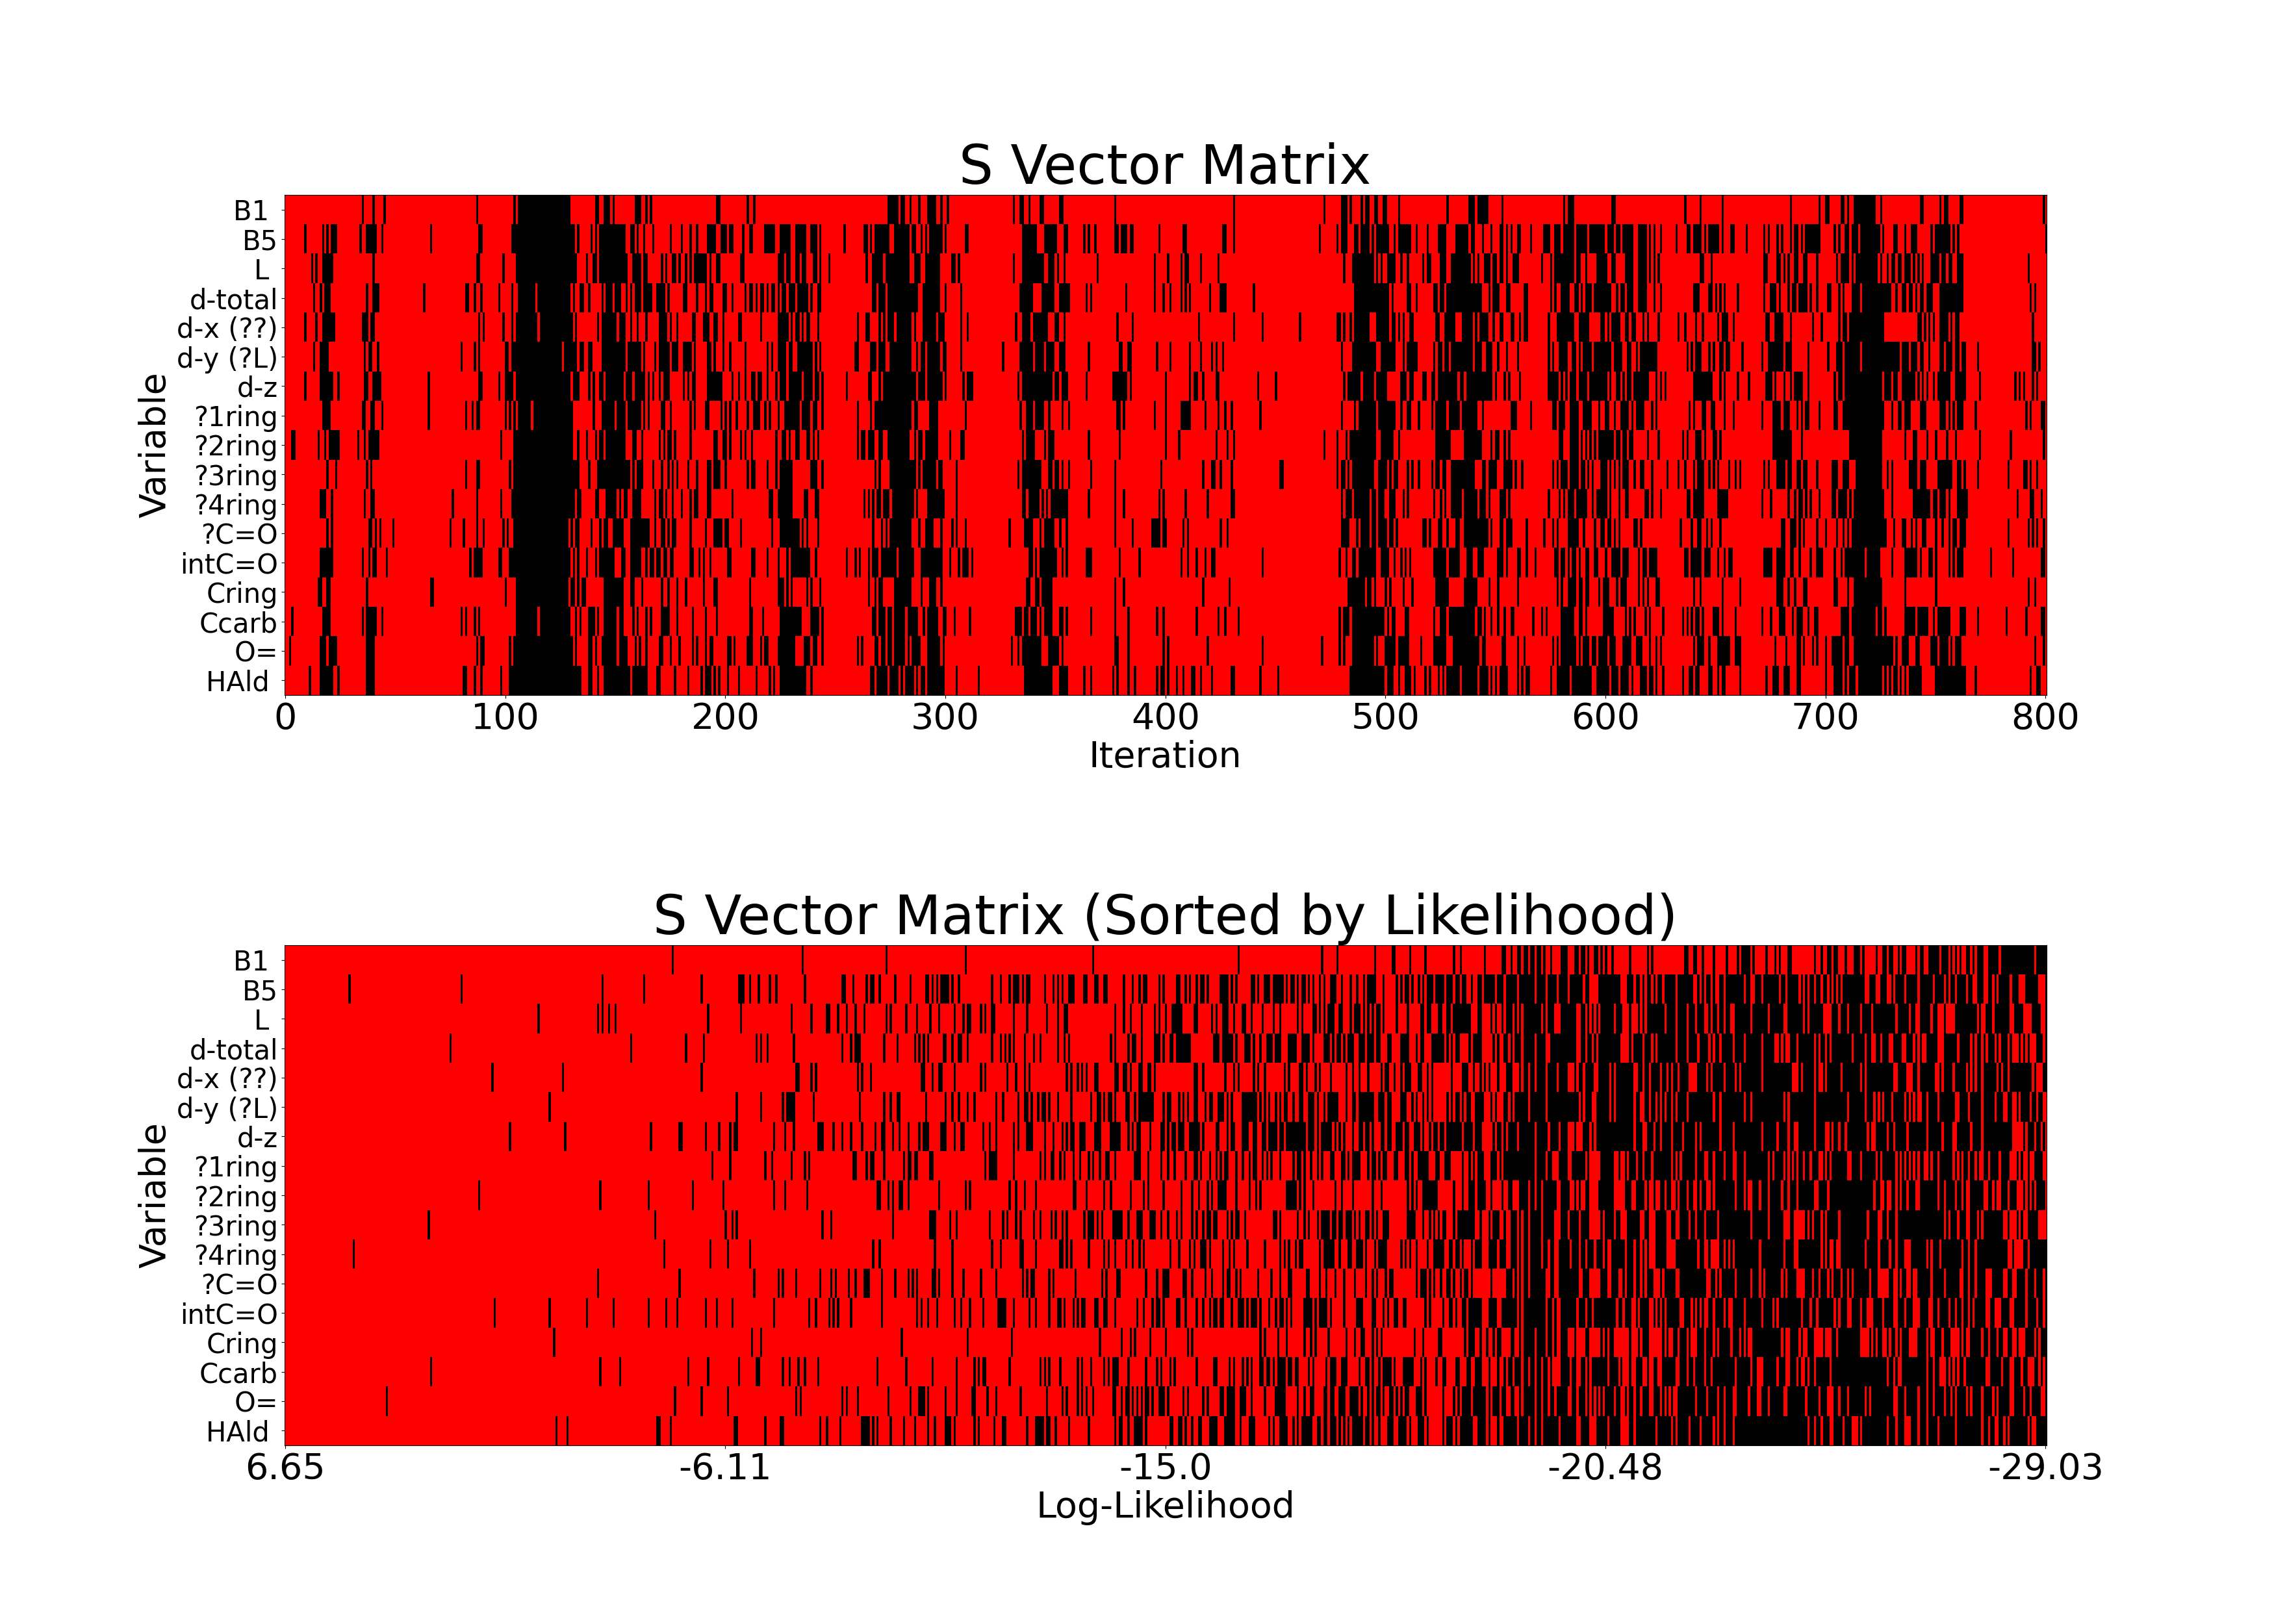 S Vector Matrix
Variable
B1
B5
L
d-total
d-x (??)
d-y (?L)
d-z
?1ring
?2ring
?3ring
?4ring
?C=O
intC=O
Cring
Ccarb
O=
HAld
0 100 200 300 400 500 600 700 800
Iteration
S Vector Matrix (Sorted by Likelihood)
Variable
B1
B5
L
d-total
d-x (??)
d-y (?L)
d-z
?1ring
?2ring
?3ring
?4ring
?C=O
intC=O
Cring
Ccarb
O=
HAld
6.65 -6.11 -15.0 -20.48 -29.03
Log-Likelihood